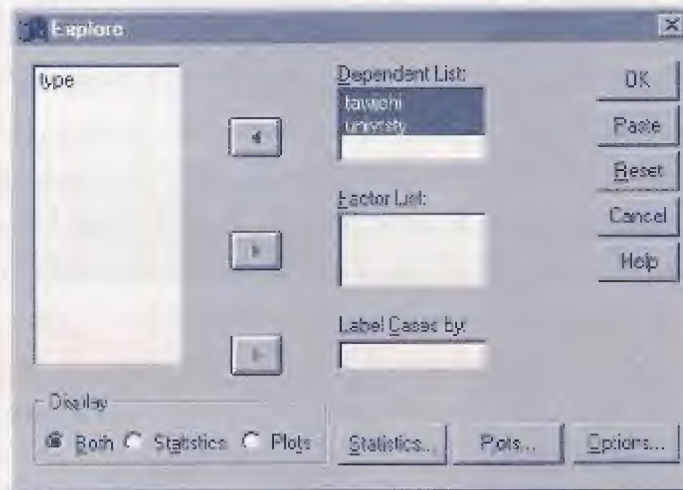 Explore
type
Dependent List:
OK
Paste
Reset
Factor List:
Cancel
Help
Label Cases by:
Display
Both Statistics Plots
Statistics... Plots... Options...